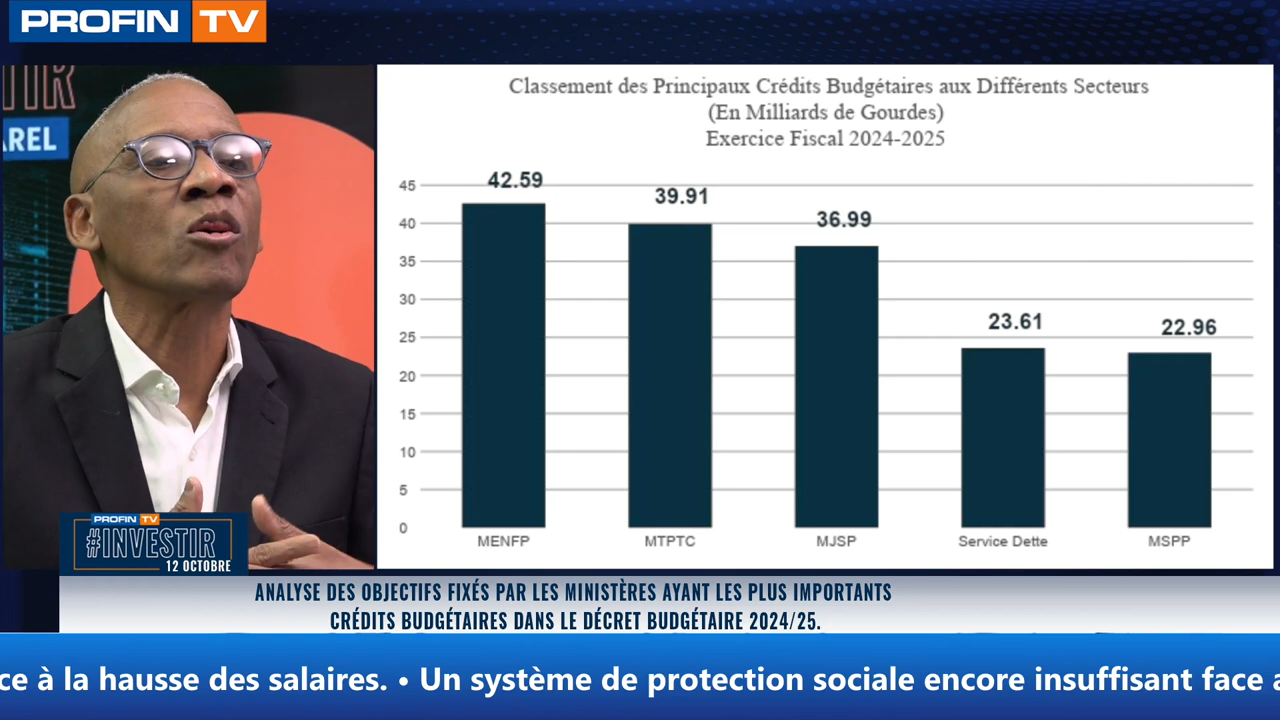 PROFIN TV
TIR
AREL
Classement des Principaux Crédits Budgétaires aux Différents Secteurs
(En Milliards de Gourdes)
Exercice Fiscal 2024-2025
45
40
35
30
25
20
15
10
5
0
42.59
39.91
36.99
23.61
22.96
MENFP
MTPTC
MJSP
Service Dette
MSPP
PROFIN TV
#INVESTIR
12 OCTOBRE
ANALYSE DES OBJECTIFS FIXÉS PAR LES MINISTÈRES AYANT LES PLUS IMPORTANTS
CRÉDITS BUDGÉTAIRES DANS LE DÉCRET BUDGÉTAIRE 2024/25.
ce à la hausse des salaires. • Un système de protection sociale encore insuffisant face a